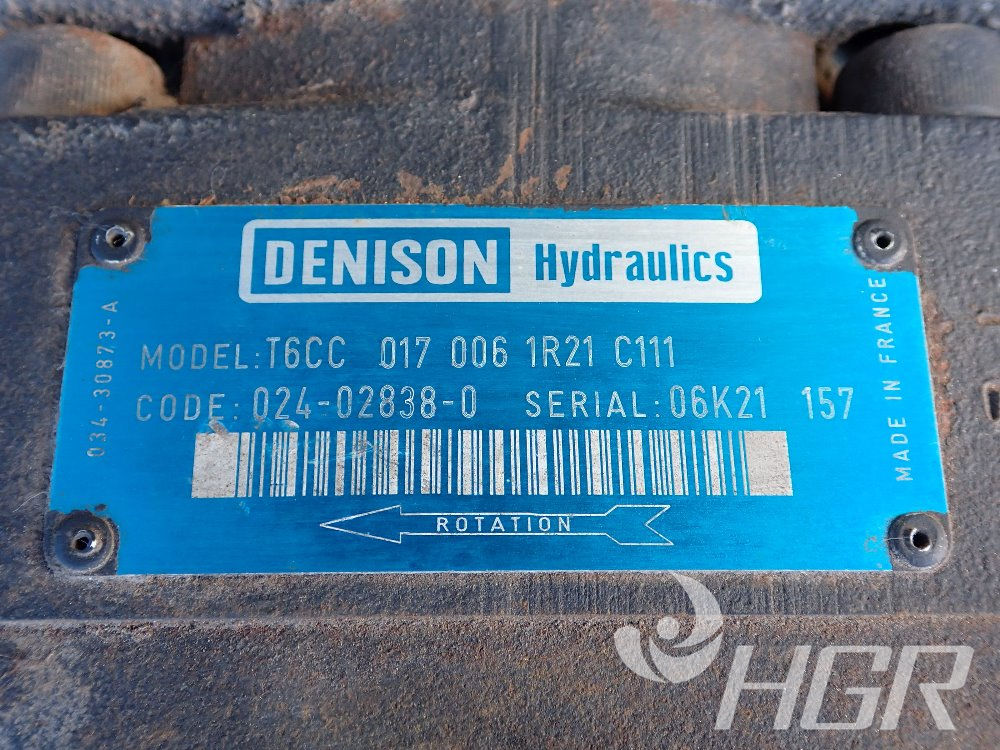 DENISON Hydraulics
MODEL: T6CC 017 006 1R21 C111
CODE: 024-02838-0 SERIAL: 06K21 157
ROTATION
034-30873-A
MADE IN FRANCE
HGR